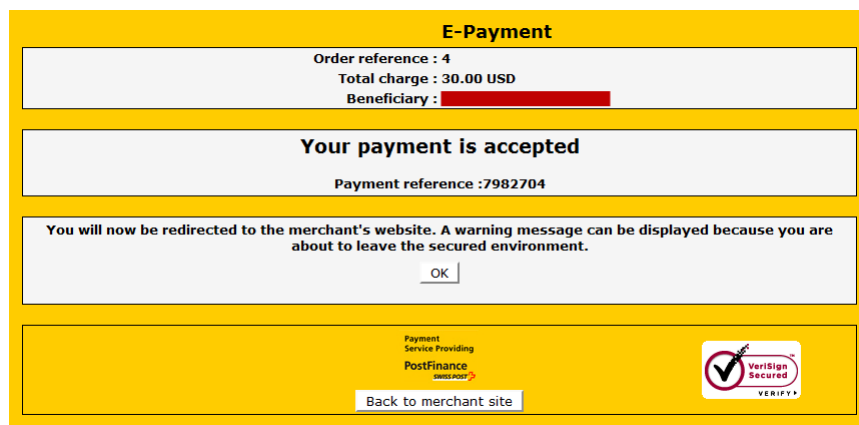 E-Payment
Order reference : 4
Total charge : 30.00 USD
Beneficiary :
Your payment is accepted
Payment reference :7982704
You will now be redirected to the merchant's website. A warning message can be displayed because you are
about to leave the secured environment.
OK
Payment
Service Providing
PostFinance
SWISS POST
Back to merchant site
VeriSign
Secured
VERIFY